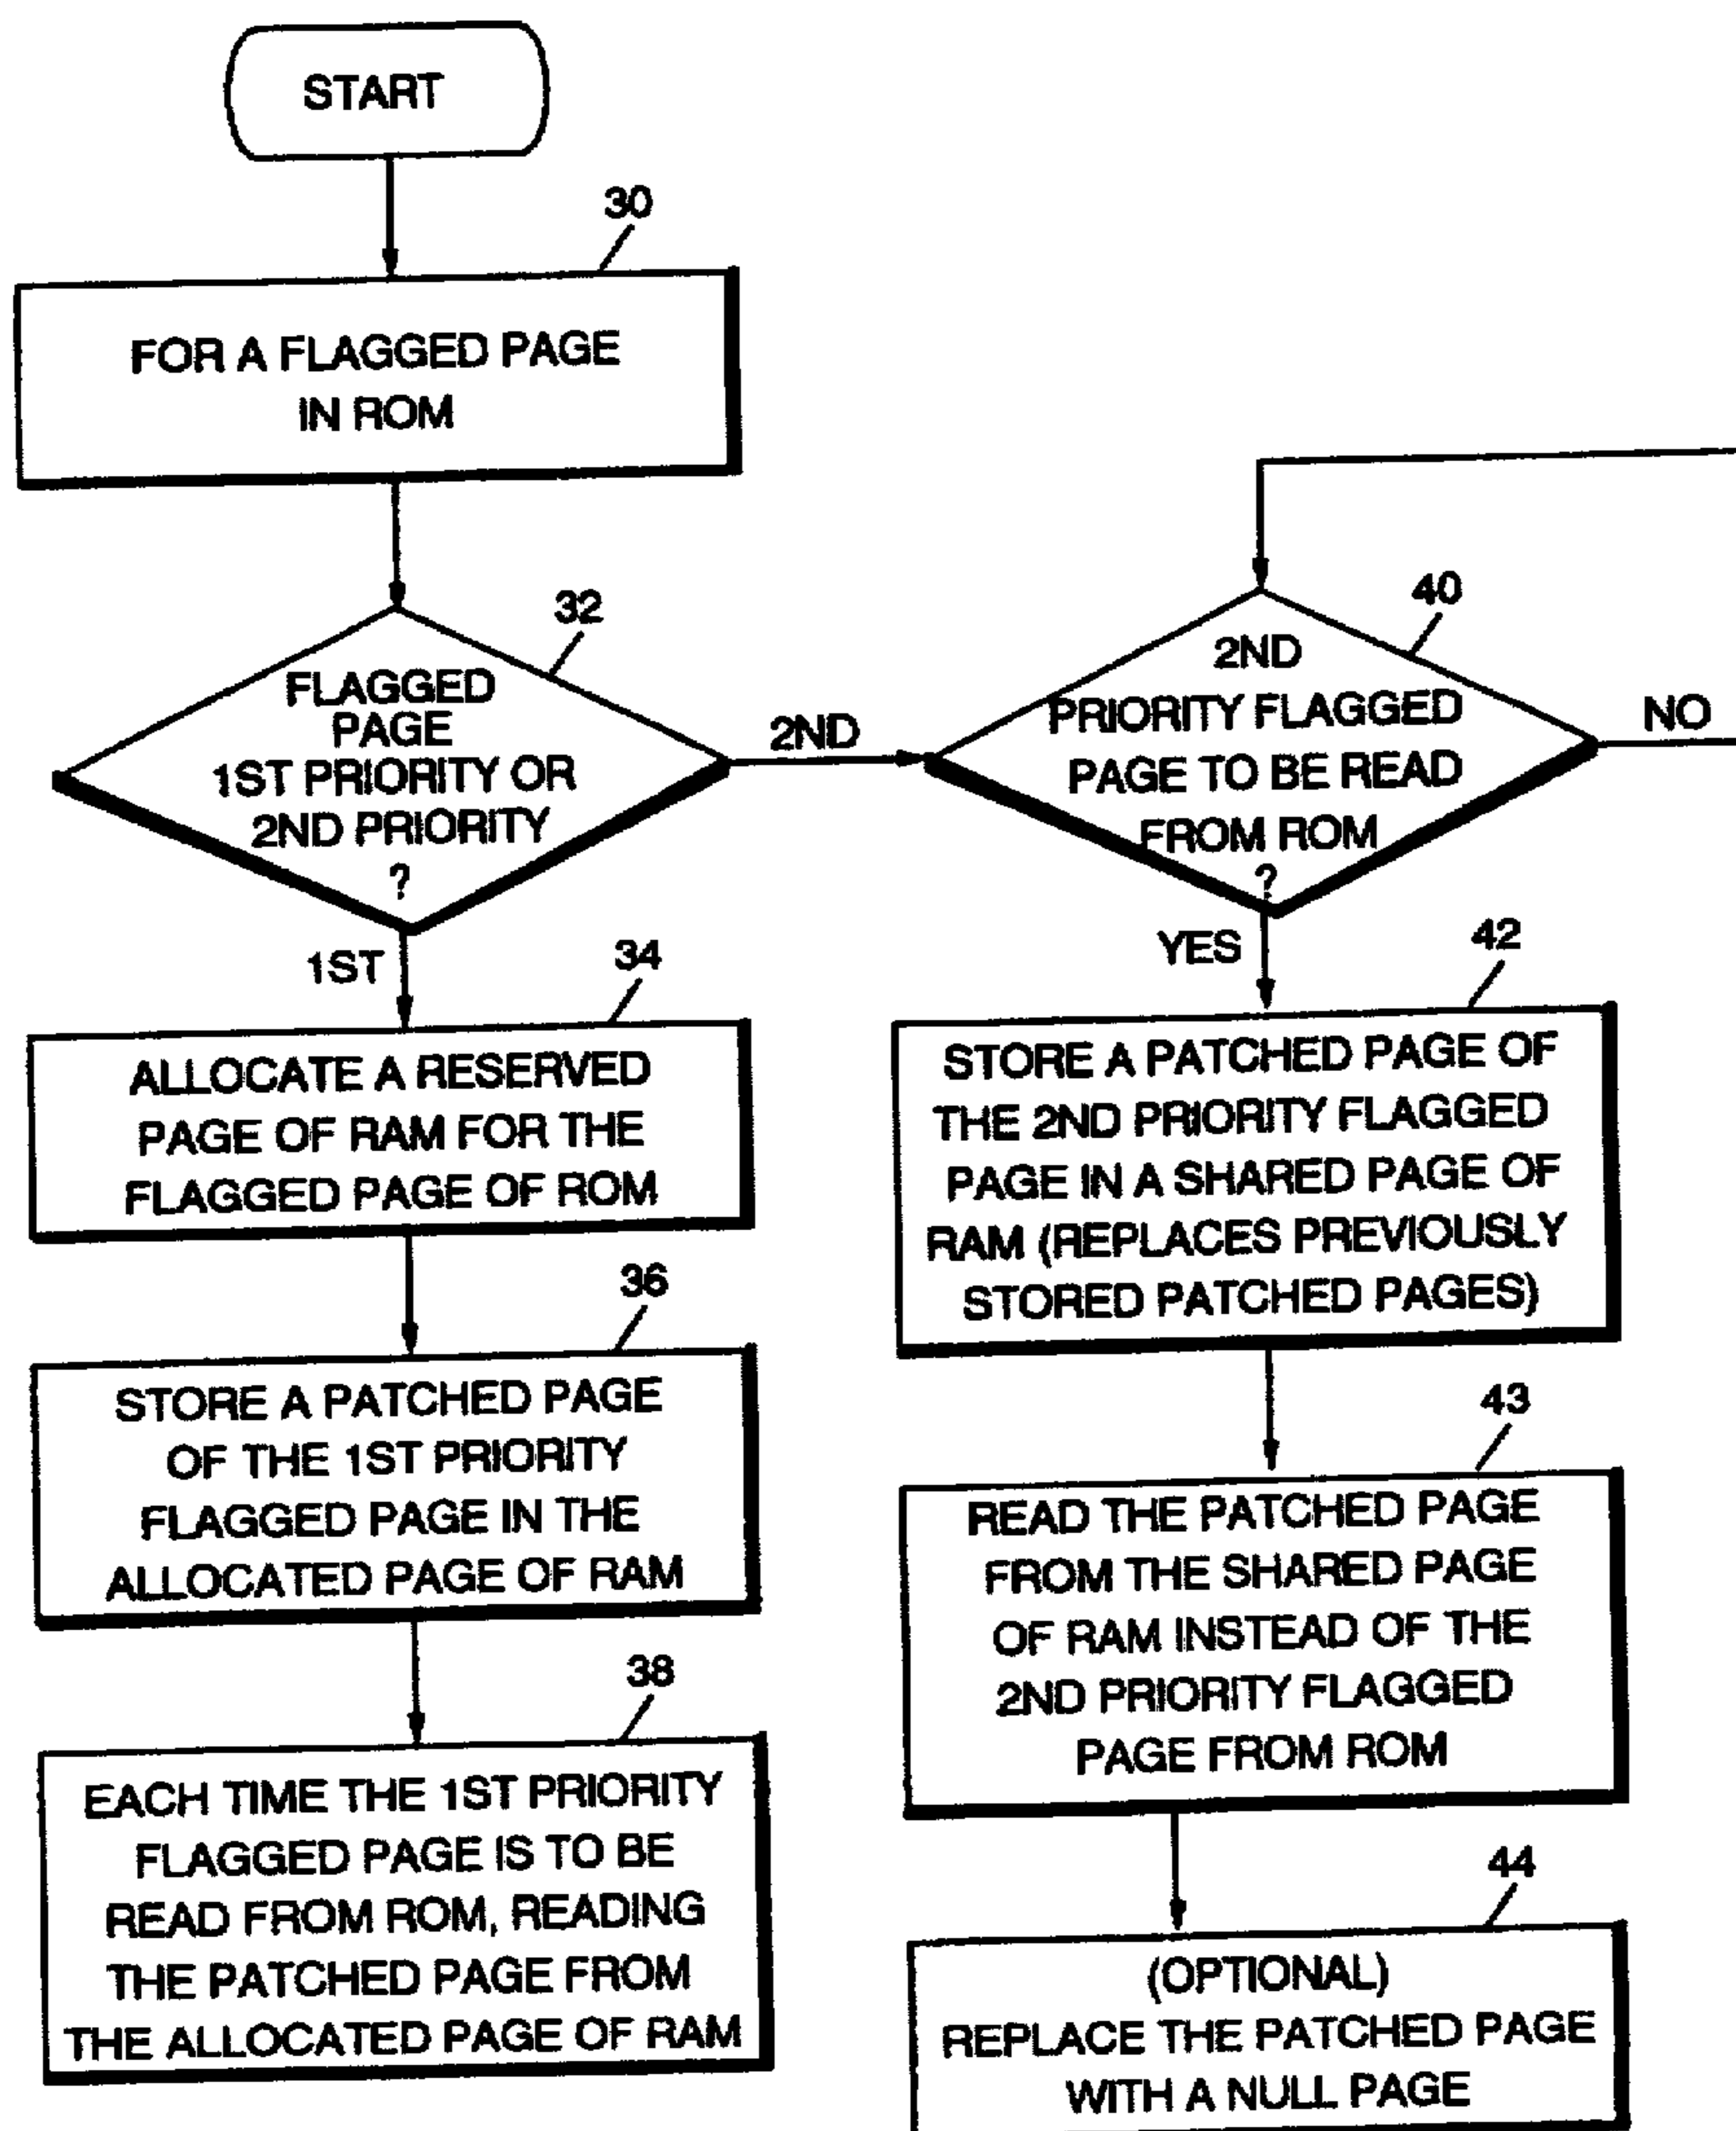 START
30
FOR A FLAGGED PAGE
IN ROM
32
FLAGGED
PAGE
1ST PRIORITY OR
2ND PRIORITY
?
2ND
1ST
34
ALLOCATE A RESERVED
PAGE OF RAM FOR THE
FLAGGED PAGE OF ROM
36
STORE A PATCHED PAGE
OF THE 1ST PRIORITY
FLAGGED PAGE IN THE
ALLOCATED PAGE OF RAM
38
EACH TIME THE 1ST PRIORITY
FLAGGED PAGE IS TO BE
READ FROM ROM, READING
THE PATCHED PAGE FROM
THE ALLOCATED PAGE OF RAM
40
2ND
PRIORITY FLAGGED
PAGE TO BE READ
FROM ROM
?
NO
YES
42
STORE A PATCHED PAGE OF
THE 2ND PRIORITY FLAGGED
PAGE IN A SHARED PAGE OF
RAM (REPLACES PREVIOUSLY
STORED PATCHED PAGES)
43
READ THE PATCHED PAGE
FROM THE SHARED PAGE
OF RAM INSTEAD OF THE
2ND PRIORITY FLAGGED
PAGE FROM ROM
44
(OPTIONAL)
REPLACE THE PATCHED PAGE
WITH A NULL PAGE